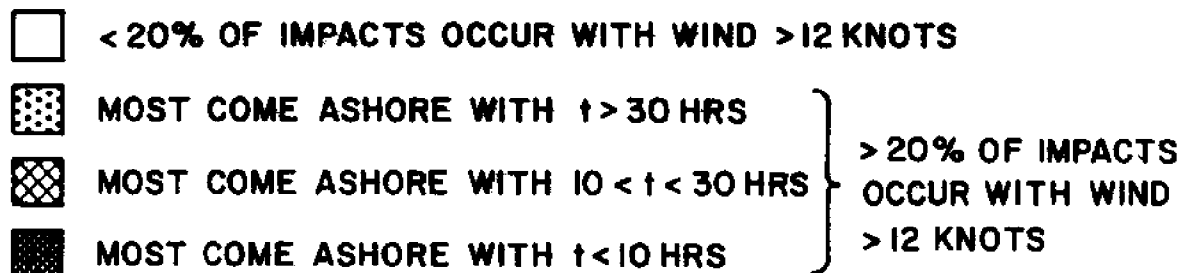 < 20% OF IMPACTS OCCUR WITH WIND >12 KNOTS
MOST COME ASHORE WITH t > 30 HRS
MOST COME ASHORE WITH 10 < t < 30 HRS
MOST COME ASHORE WITH t < 10 HRS
> 20% OF IMPACTS
OCCUR WITH WIND
> 12 KNOTS